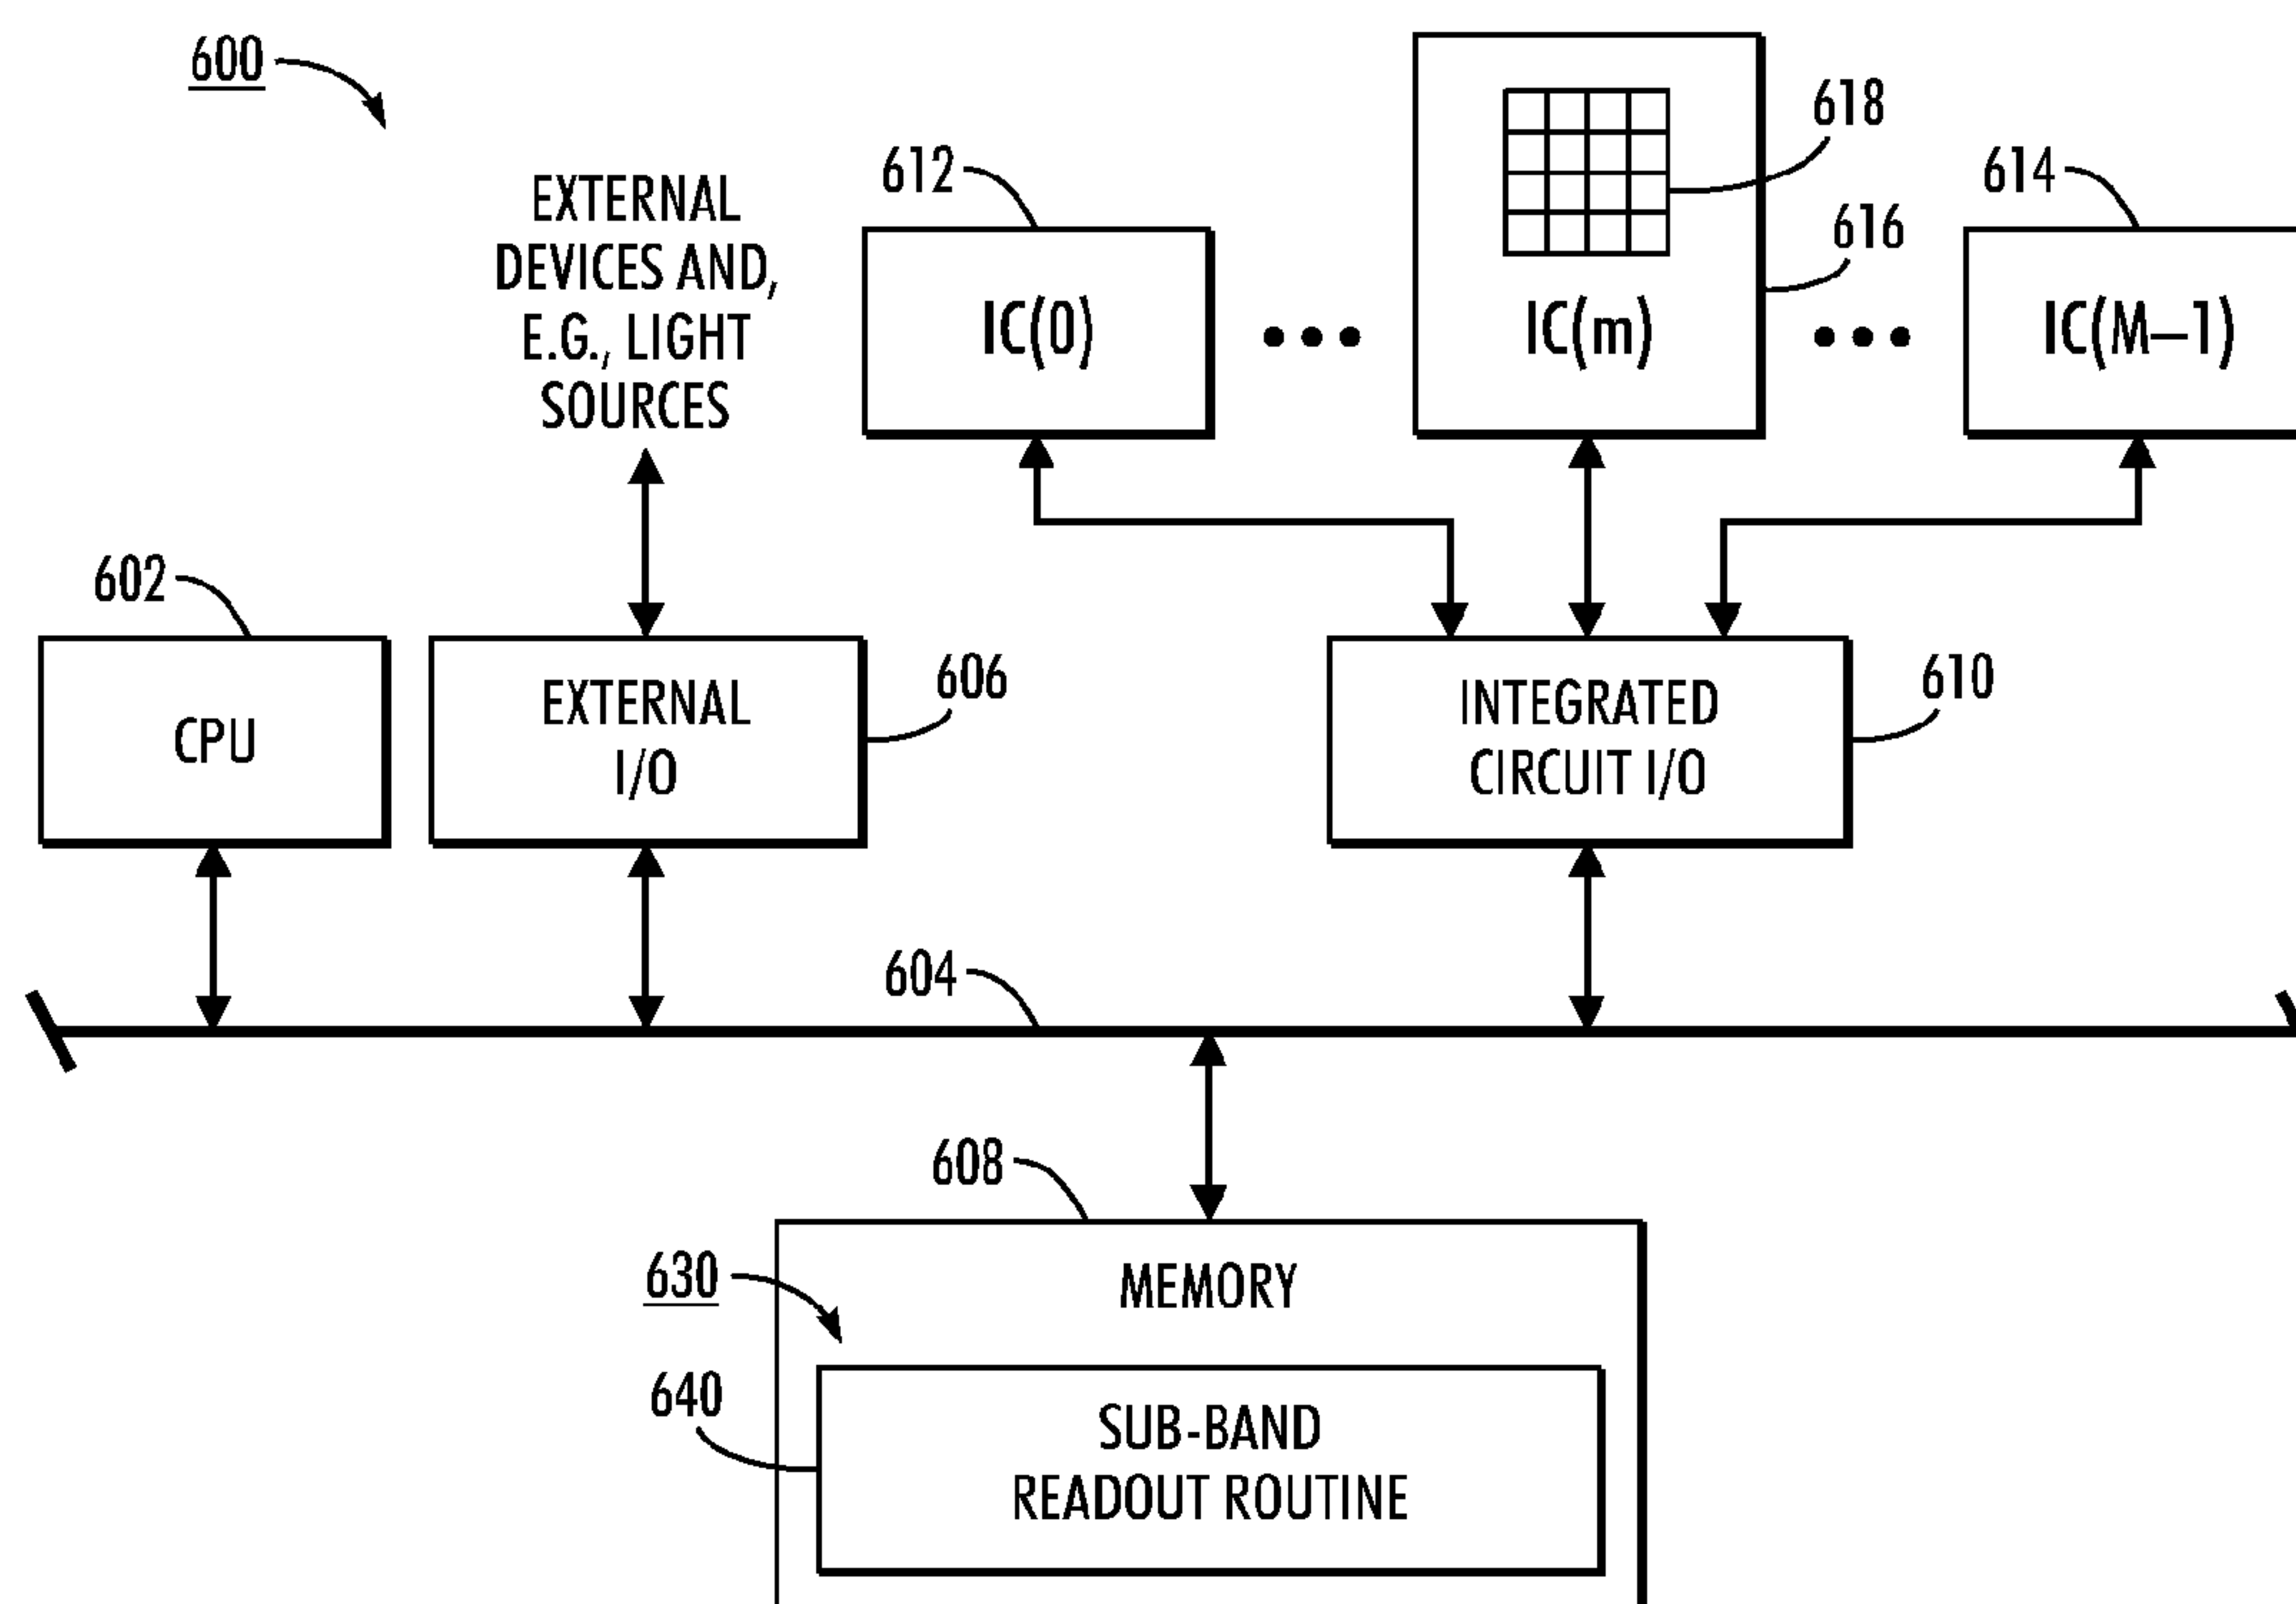 600
618
612
614
EXTERNAL
DEVICES AND,
E.G., LIGHT
SOURCES
616
IC(0)
IC(m)
IC(M–1)
602
606
610
CPU
EXTERNAL
I/O
INTEGRATED
CIRCUIT I/O
604
608
630
MEMORY
640
SUB-BAND
READOUT ROUTINE